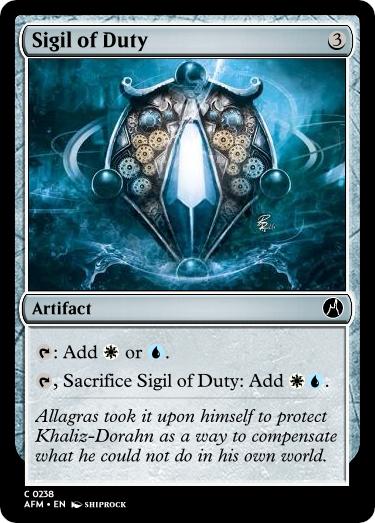 Sigil of Duty 3
Artifact
: Add or .
, Sacrifice Sigil of Duty: Add .
Allagras took it upon himself to protect
Khaliz-Dorahn as a way to compensate
what he could not do in his own world.
C 0238
AFM • EN SHIPROCK